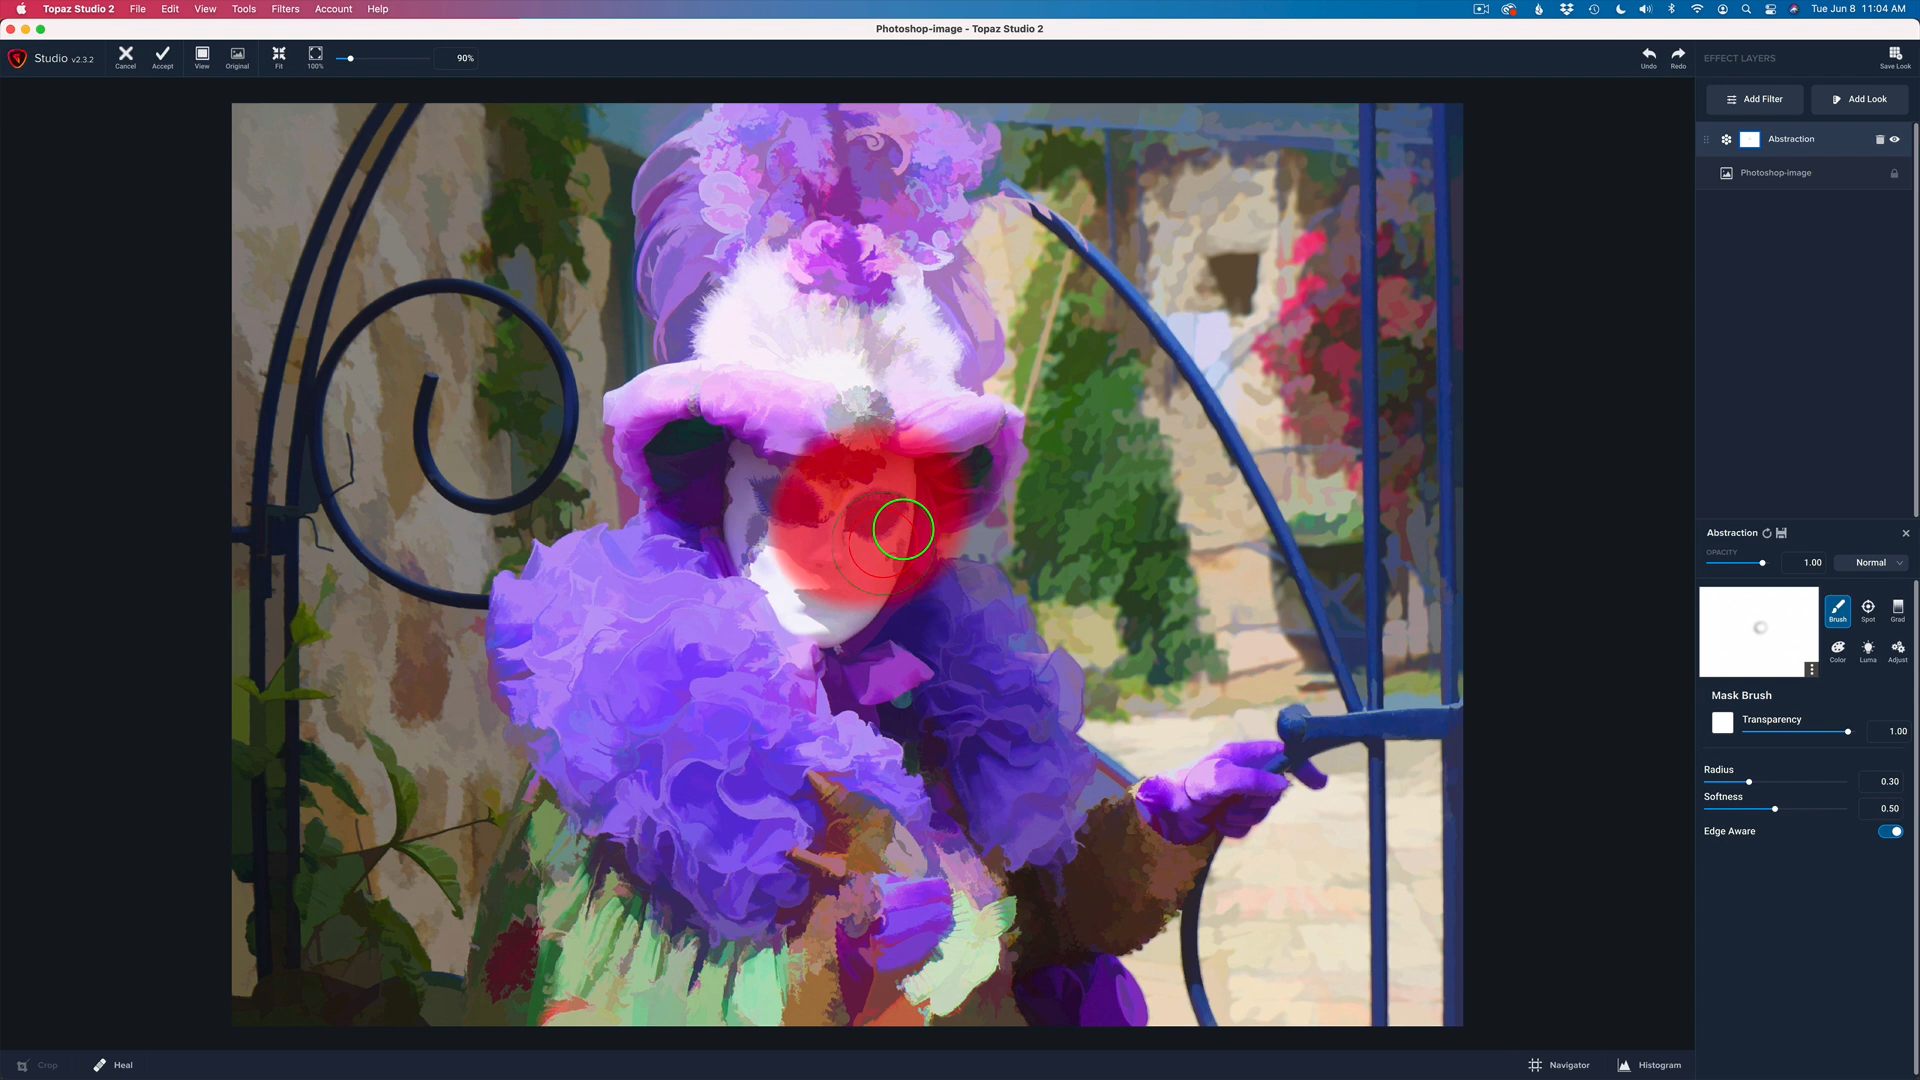 Topaz Studio 2 File Edit View Tools Filters Account Help
Tue Jun 8 11:04 AM
Photoshop-image - Topaz Studio 2
Studio v2.3.2
Cancel
Accept
View
Original
Fit
100%
90%
Undo
Redo
EFFECT LAYERS
Save Look
Add Filter
Add Look
Abstraction
Photoshop-image
Abstraction
OPACITY
1.00
Normal
Brush
Spot
Grad
Color
Luma
Adjust
Mask Brush
Transparency
1.00
Radius
0.30
Softness
0.50
Edge Aware
Crop
Heal
Navigator
Histogram